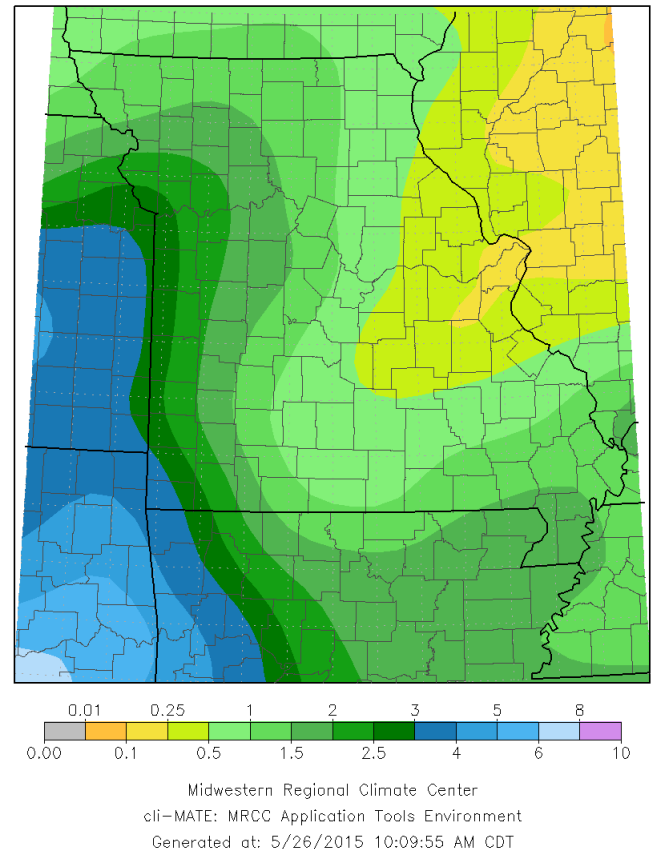 0.01 0.25 1 2 3 5 8
0.00 0.1 0.5 1.5 2.5 4 6 10
Midwestern Regional Climate Center
cli-MATE: MRCC Application Tools Environment
Generated at: 5/26/2015 10:09:55 AM CDT